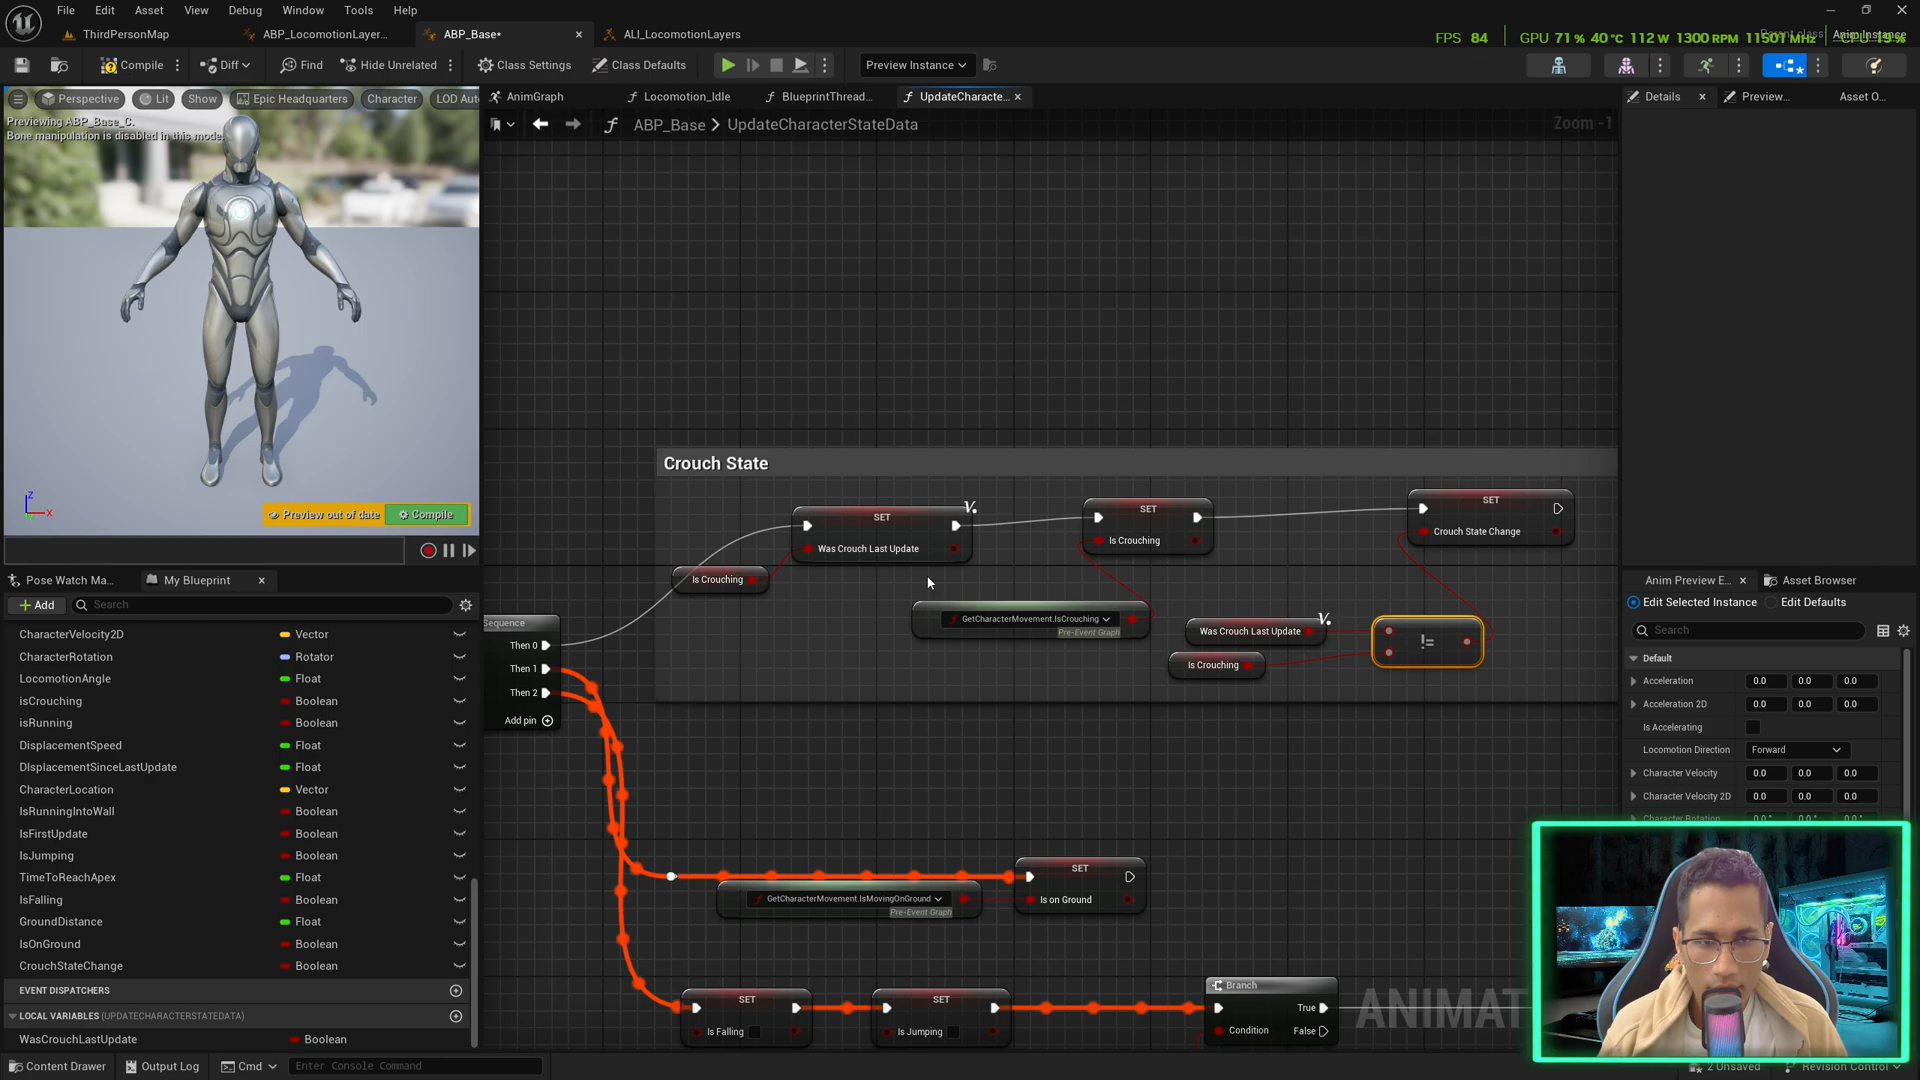 File Edit Asset View Debug Window Tools Help
ThirdPersonMap
ABP_LocomotionLayer...
ABP_Base•
ALI_LocomotionLayers
FPS 84 GPU 71 % 40 °C 112 W 1300 RPM 11501 MHz CPU
Anim Instance
Compile
Diff
Find
Hide Unrelated
Class Settings
Class Defaults
Preview Instance
Perspective
Lit
Show
Epic Headquarters
Character
LOD Auto
AnimGraph
Locomotion_Idle
BlueprintThread...
UpdateCharacte...
Details
Preview...
Asset O...
Previewing ABP_Base_C.
Bone manipulation is disabled in this mode.
ABP_Base > UpdateCharacterStateData
Zoom -1
Z
X
Preview out of date
Compile
Pose Watch Ma...
My Blueprint
+ Add
Search
CharacterVelocity2D Vector
CharacterRotation Rotator
LocomotionAngle Float
isCrouching Boolean
isRunning Boolean
DisplacementSpeed Float
DIsplacementSinceLastUpdate Float
CharacterLocation Vector
IsRunningIntoWall Boolean
IsFirstUpdate Boolean
IsJumping Boolean
TimeToReachApex Float
IsFalling Boolean
GroundDistance Float
IsOnGround Boolean
CrouchStateChange Boolean
EVENT DISPATCHERS
LOCAL VARIABLES (UPDATECHARACTERSTATEDATA)
WasCrouchLastUpdate Boolean
Crouch State
SET
Was Crouch Last Update
Is Crouching
SET
Is Crouching
GetCharacterMovement.IsCrouching
Pre-Event Graph
SET
Crouch State Change
Was Crouch Last Update
Is Crouching
!=
Sequence
Then 0
Then 1
Then 2
Add pin
SET
Is on Ground
GetCharacterMovement.IsMovingOnGround
Pre-Event Graph
SET
Is Falling
SET
Is Jumping
Branch
True
Condition
False
ANIMAT
Anim Preview E...
Asset Browser
Edit Selected Instance
Edit Defaults
Search
Default
Acceleration 0.0 0.0 0.0
Acceleration 2D 0.0 0.0 0.0
Is Accelerating
Locomotion Direction Forward
Character Velocity 0.0 0.0 0.0
Character Velocity 2D 0.0 0.0 0.0
Content Drawer
Output Log
Cmd
Enter Console Command
2 Unsaved
Revision Control